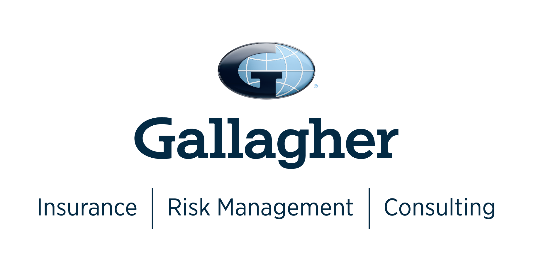 G
Gallagher
Insurance | Risk Management | Consulting